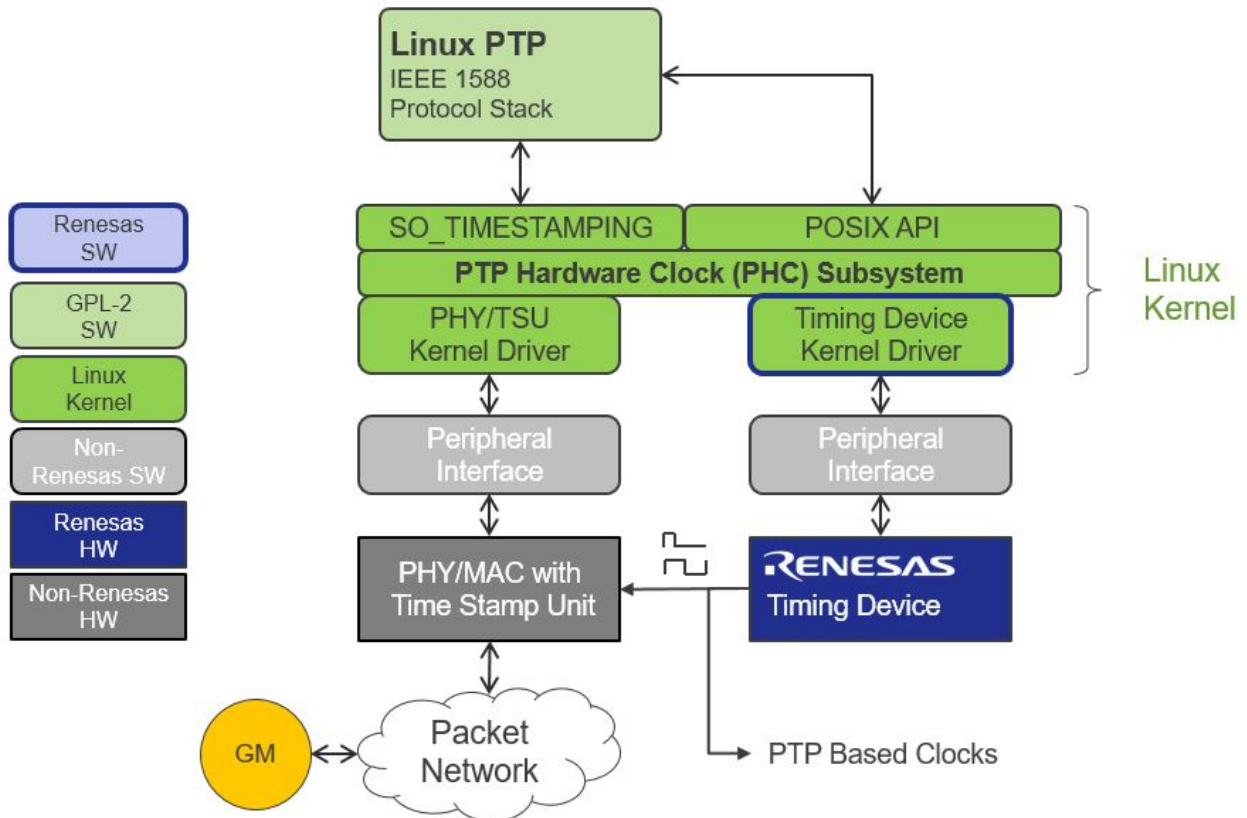 Linux PTP
IEEE 1588
Protocol Stack
Renesas
SW
GPL-2
SW
Linux
Kernel
Non-
Renesas SW
Renesas
HW
Non-Renesas
HW
SO_TIMESTAMPING
POSIX API
PTP Hardware Clock (PHC) Subsystem
PHY/TSU
Kernel Driver
Timing Device
Kernel Driver
Linux
Kernel
Peripheral
Interface
Peripheral
Interface
PHY/MAC with
Time Stamp Unit
RENESAS
Timing Device
GM
Packet
Network
PTP Based Clocks